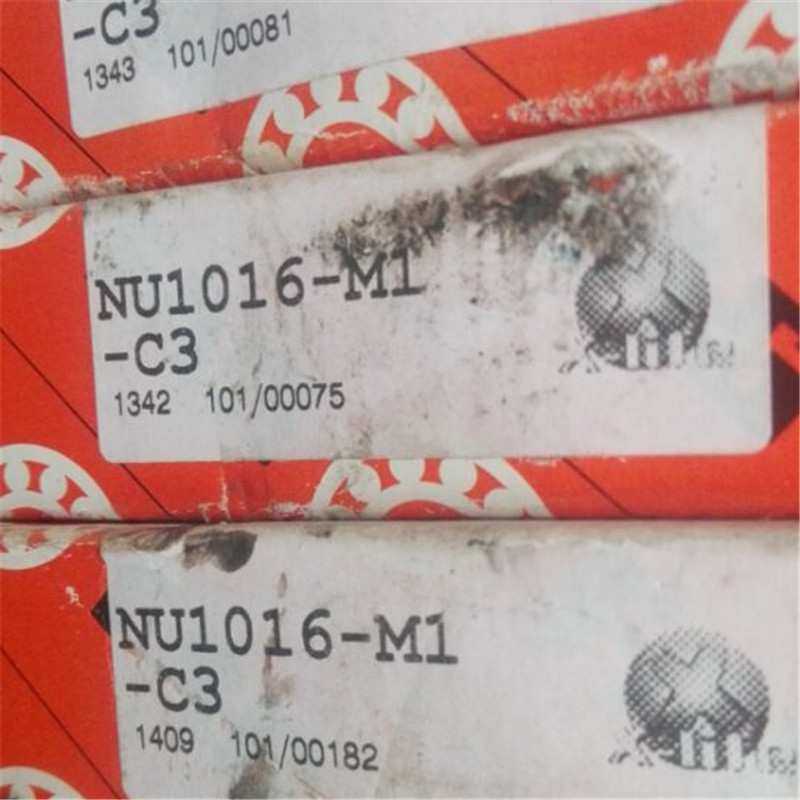 -C3
1343 101/00081
NU1016-M1
-C3
1342 101/00075
NU1016-M1
-C3
1409 101/00182